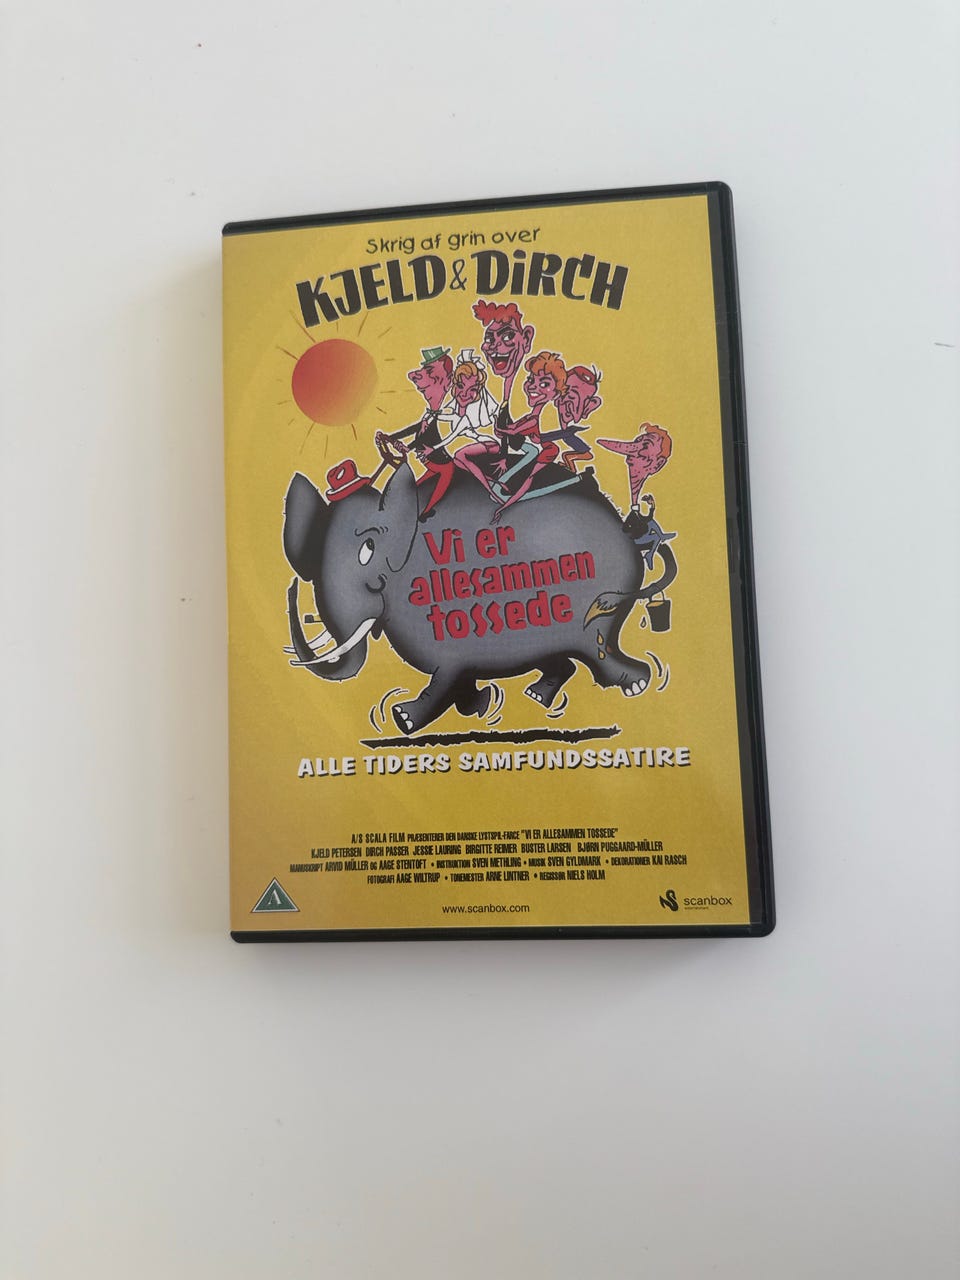 Skrig af grin over
KJELD & DiRCH
Vi er
allesammen
tossede
ALLE TIDERS SAMFUNDSSATIRE
A/S SCALA FILM PRÆSENTERER DEN DANSKE LYSTSPIL-FARCE "VI ER ALLESAMMEN TOSSEDE"
KJELD PETERSEN DIRCH PASSER JESSIE LAURING BIRGITTE REIMER BUSTER LARSEN BJØRN PUGGAARD-MÜLLER
MANUSKRIPT ARVID MÜLLER OG AAGE STENTOFT • INSTRUKTION SVEN METHLING • MUSIK SVEN GYLDMARK • DEKORATIONER KAI RASCH
FOTOGRAFI AAGE WILTRUP • TONEMESTER ARNE LINTNER • REGISSØR NIELS HOLM
A
www.scanbox.com
scanbox
entertainment